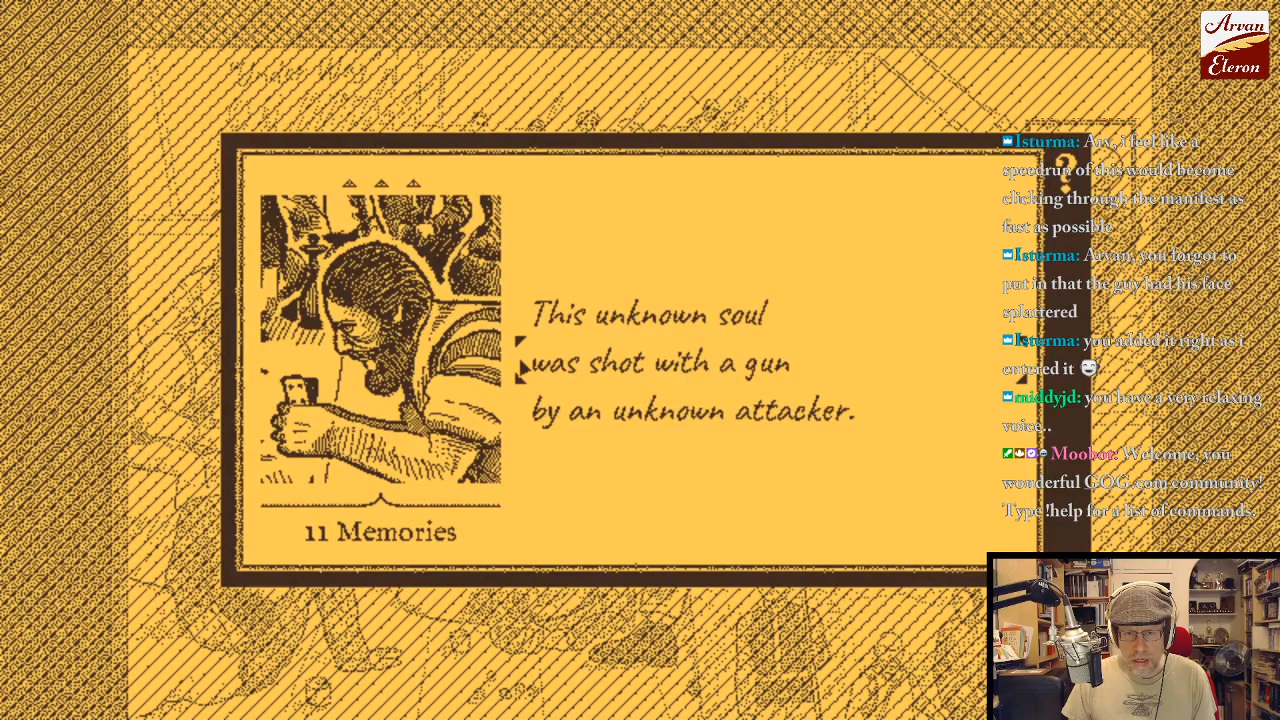 Arvan
Eleron
?
Isturma: Arv, i feel like a
speedrun of this would become
clicking through the manifest as
fast as possible
Isturma: Arvan, you forgot to
put in that the guy had his face
splattered
Isturma: you added it right as i
entered it
middyjd: you have a very relaxing
voice..
Moobot: Welcome, you
wonderful GOG.com community!
Type !help for a list of commands.
This unknown soul
was shot with a gun
by an unknown attacker.
11 Memories